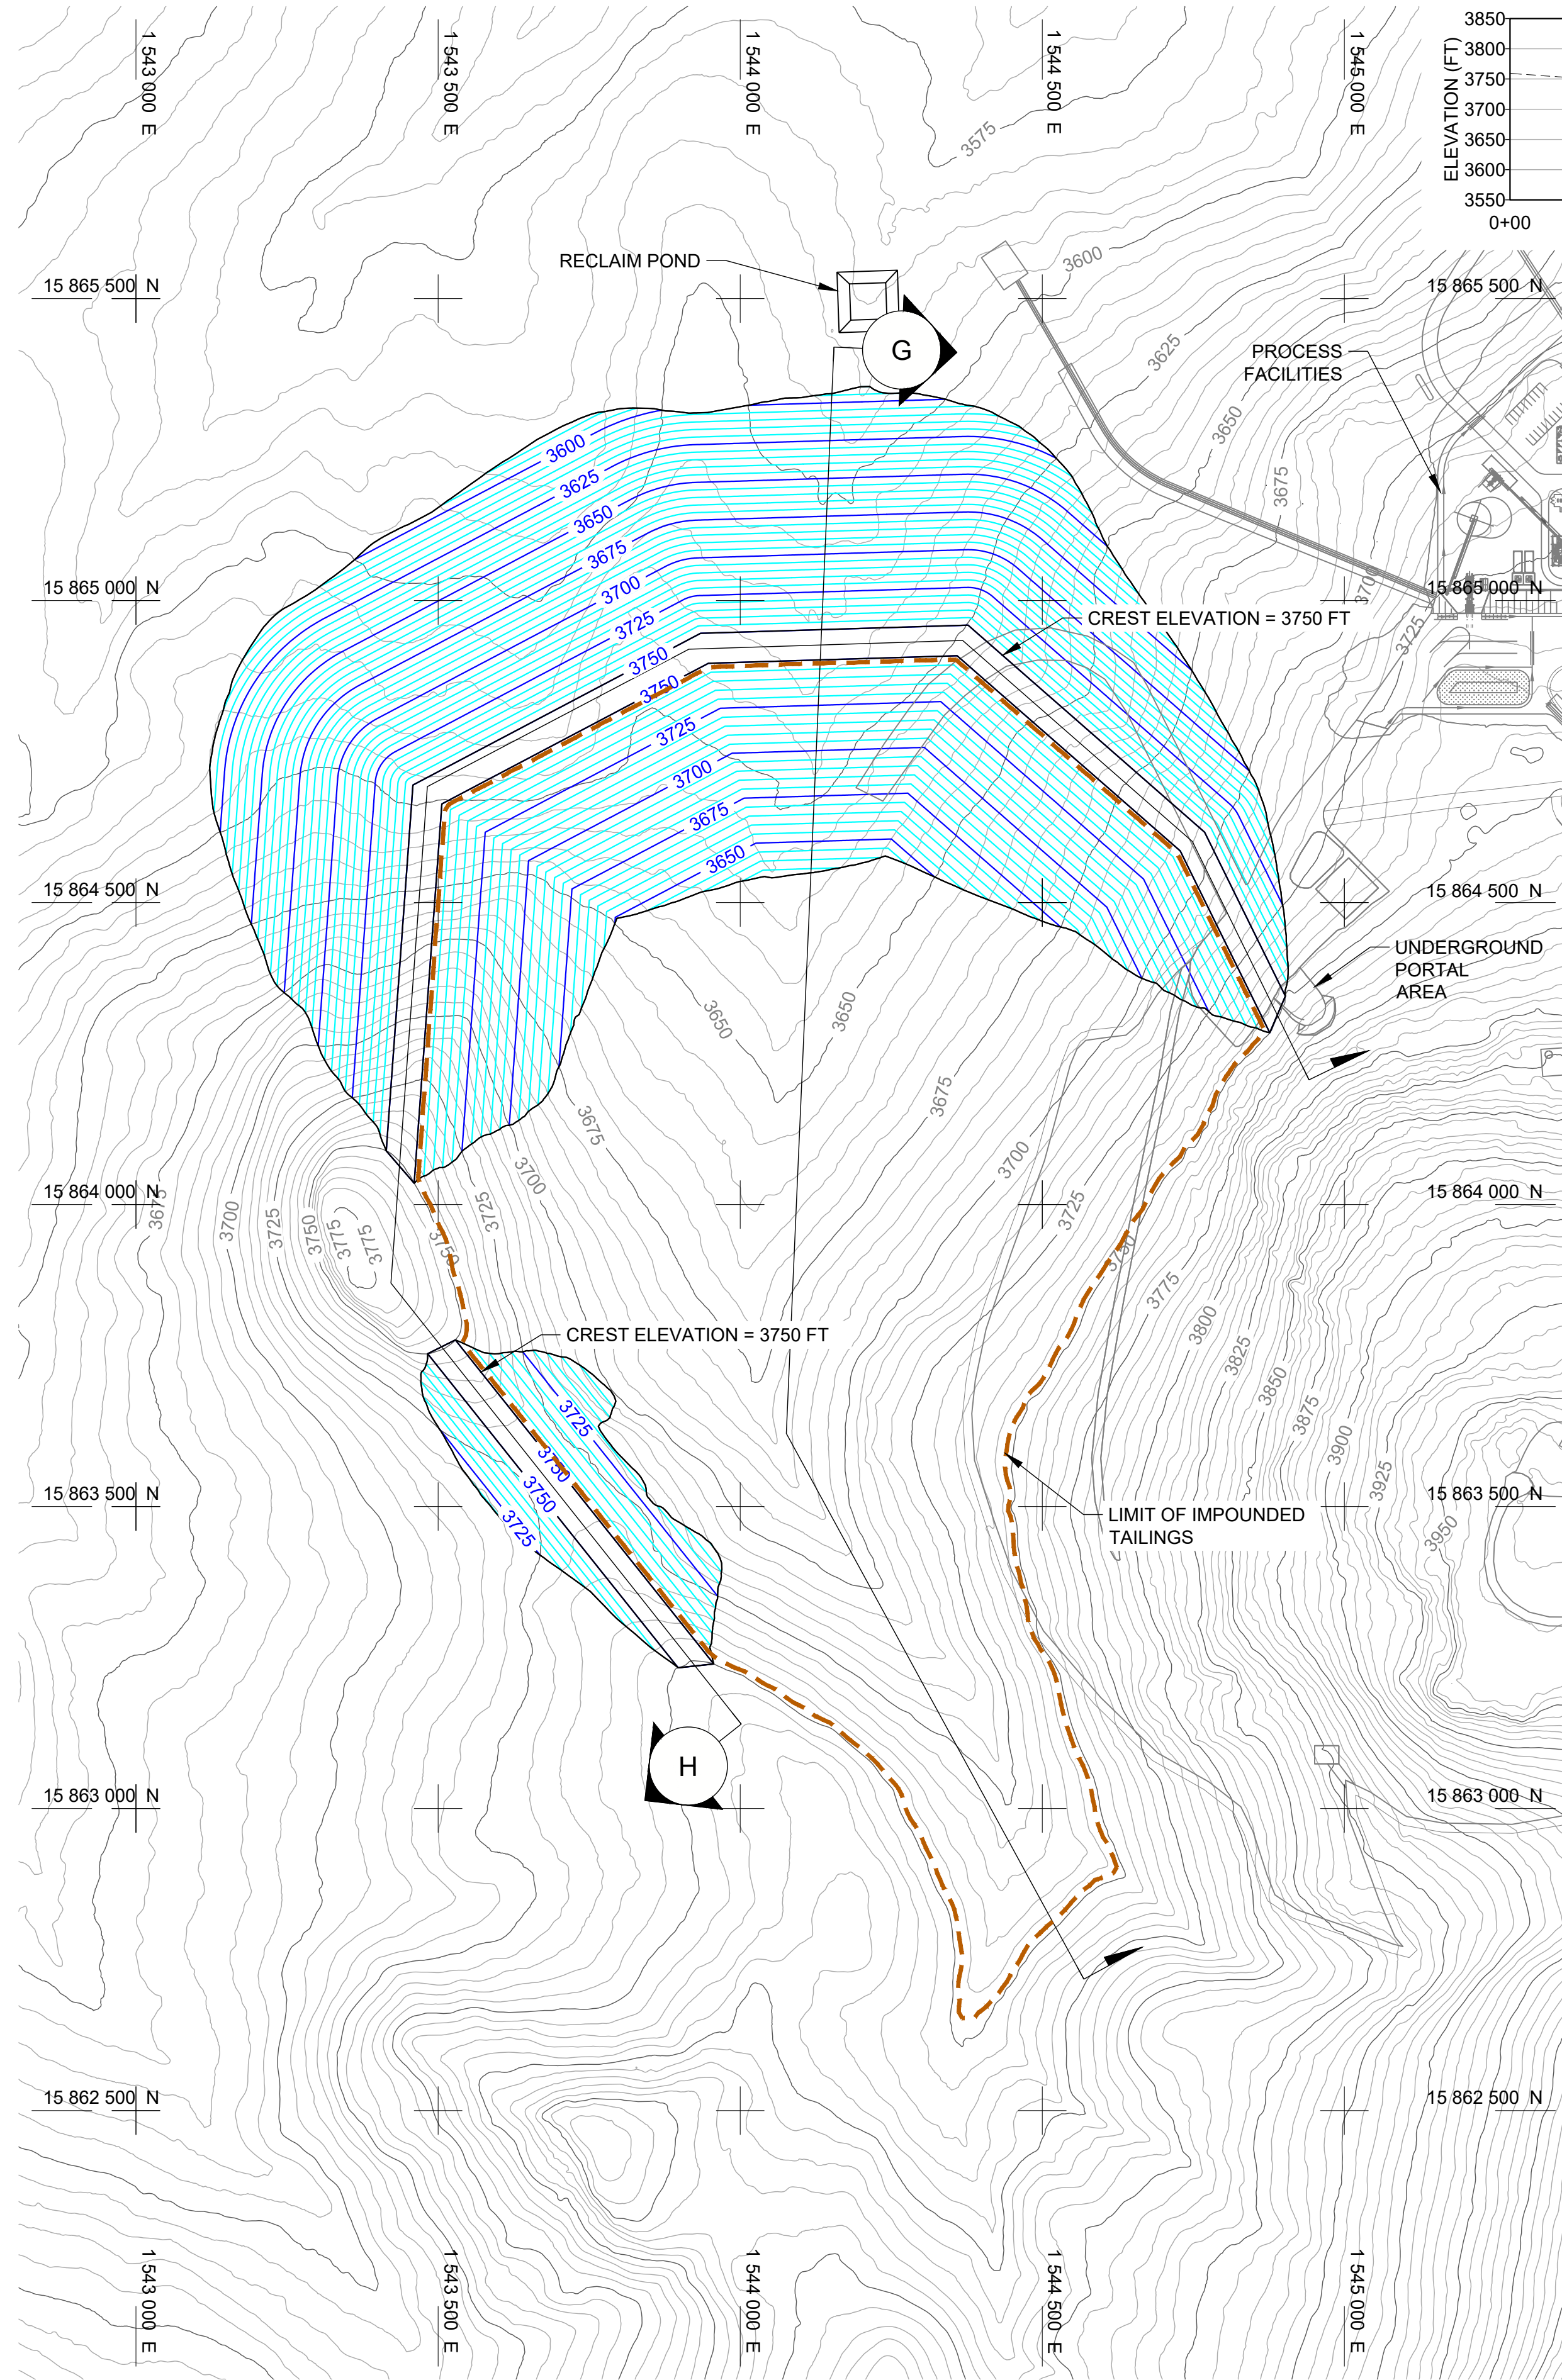 1 543 000 E
1 543 500 E
1 544 000 E
1 544 500 E
1 545 000 E
3850
3800
3750
3700
3650
3600
3550
ELEVATION (FT)
0+00
3575
3600
RECLAIM POND
15 865 500 N
15 865 500 N
PROCESS
FACILITIES
G
3625
3650
3675
3700
3725
3600
3625
3650
3675
3700
3725
3750
3750
3725
3700
3675
3650
15 865 000 N
15 865 000 N
CREST ELEVATION = 3750 FT
15 864 500 N
15 864 500 N
UNDERGROUND
PORTAL
AREA
3650
3650
3675
3675
3700
3700
3725
3725
3750
3750
15 864 000 N
15 864 000 N
3675
3700
3725
3750
3775
3775
3775
3800
3825
3850
3875
3900
3925
3950
CREST ELEVATION = 3750 FT
3725
3750
3750
3725
15 863 500 N
15 863 500 N
LIMIT OF IMPOUNDED
TAILINGS
H
15 863 000 N
15 863 000 N
15 862 500 N
15 862 500 N
1 543 000 E
1 543 500 E
1 544 000 E
1 544 500 E
1 545 000 E